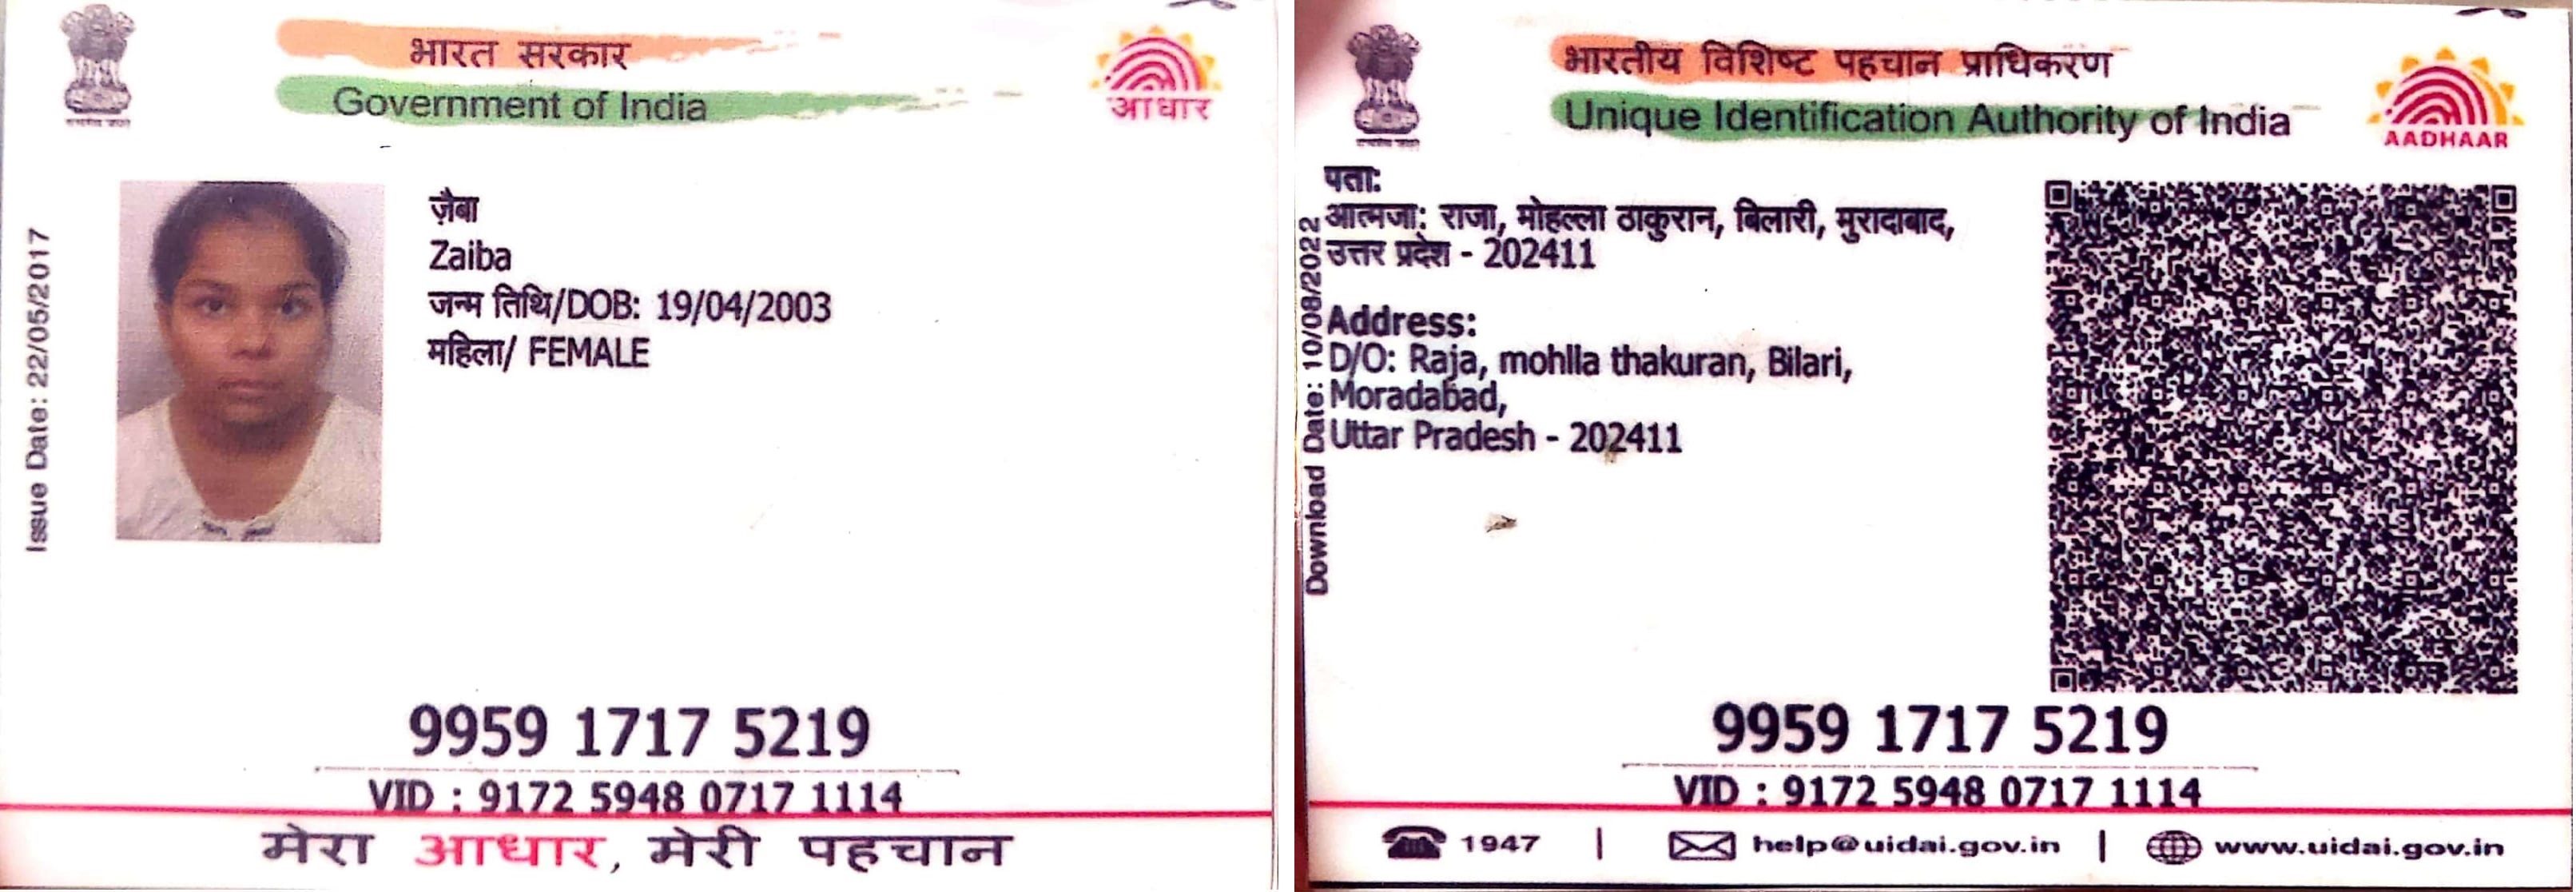 भारत सरकार
Government of India
आधार
Issue Date: 22/05/2017
ज़ैबा
Zaiba
जन्म तिथि/DOB: 19/04/2003
महिला/ FEMALE
9959 1717 5219
VID : 9172 5948 0717 1114
मेरा आधार, मेरी पहचान
भारतीय विशिष्ट पहचान प्राधिकरण
Unique Identification Authority of India
AADHAAR
Download Date: 10/08/2022
पता:
आत्मजा: राजा, मोहल्ला ठाकुरान, बिलारी, मुरादाबाद,
उत्तर प्रदेश - 202411
Address:
D/O: Raja, mohlla thakuran, Bilari,
Moradabad,
Uttar Pradesh - 202411
9959 1717 5219
VID : 9172 5948 0717 1114
1947 | help@uidai.gov.in | www.uidai.gov.in